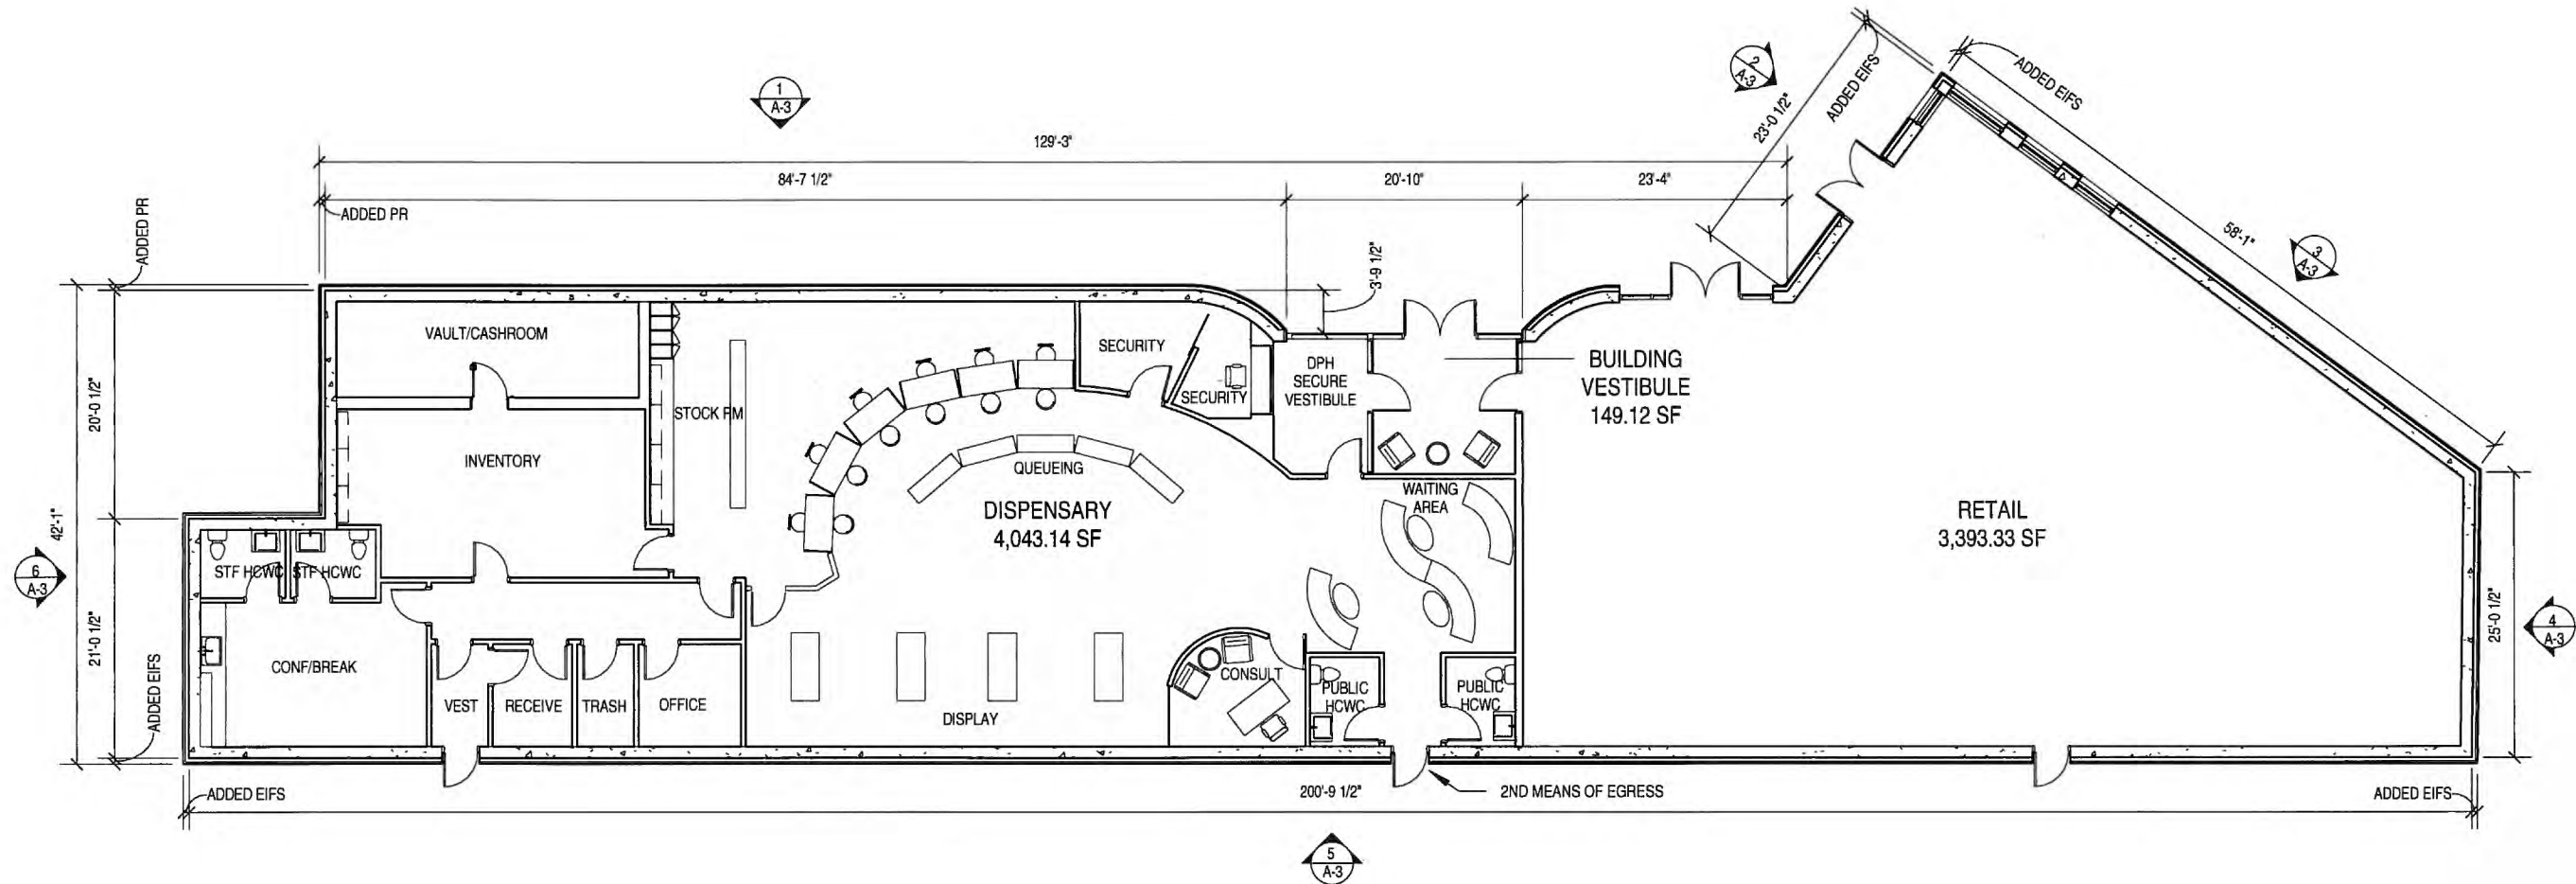 1
A-3
2
A-3
ADDED EIFS
ADDED EIFS
23'-0 1/2"
129'-3"
84'-7 1/2"
20'-10"
23'-4"
ADDED PR
ADDED PR
3'-9 1/2"
58'-1"
3
A-3
VAULT/CASHROOM
SECURITY
SECURITY
DPH
SECURE
VESTIBULE
BUILDING
VESTIBULE
149.12 SF
20'-0 1/2"
STOCK RM
INVENTORY
QUEUEING
DISPENSARY
4,043.14 SF
WAITING
AREA
RETAIL
3,393.33 SF
42'-1"
6
A-3
STF HCWC
STF HCWC
21'-0 1/2"
25'-0 1/2"
4
A-3
CONF/BREAK
VEST
RECEIVE
TRASH
OFFICE
DISPLAY
CONSULT
PUBLIC
HCWC
PUBLIC
HCWC
ADDED EIFS
ADDED EIFS
200'-9 1/2"
2ND MEANS OF EGRESS
ADDED EIFS
5
A-3